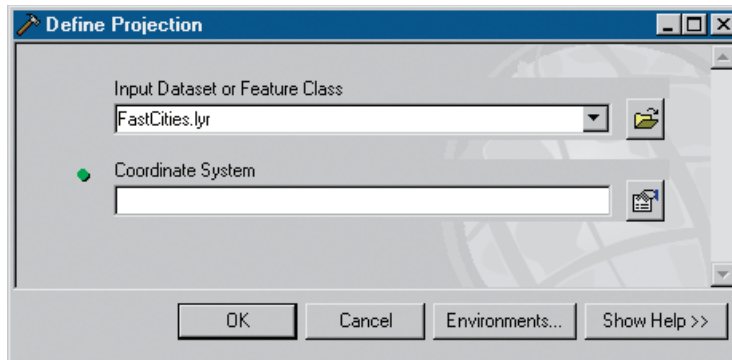 Define Projection
Input Dataset or Feature Class
FastCities.lyr
Coordinate System
OK Cancel Environments... Show Help >>